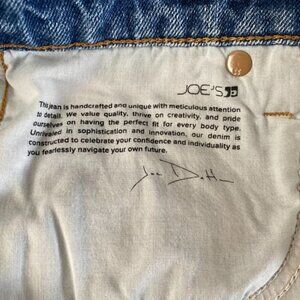 JOE'S
This jean is handcrafted and unique with meticulous attention
to detail. We value quality, thrive on creativity, and pride
ourselves on having the perfect fit for every body type.
Unrivaled in sophistication and innovation, our denim is
constructed to celebrate your confidence and individuality as
you fearlessly navigate your own future.
Joe